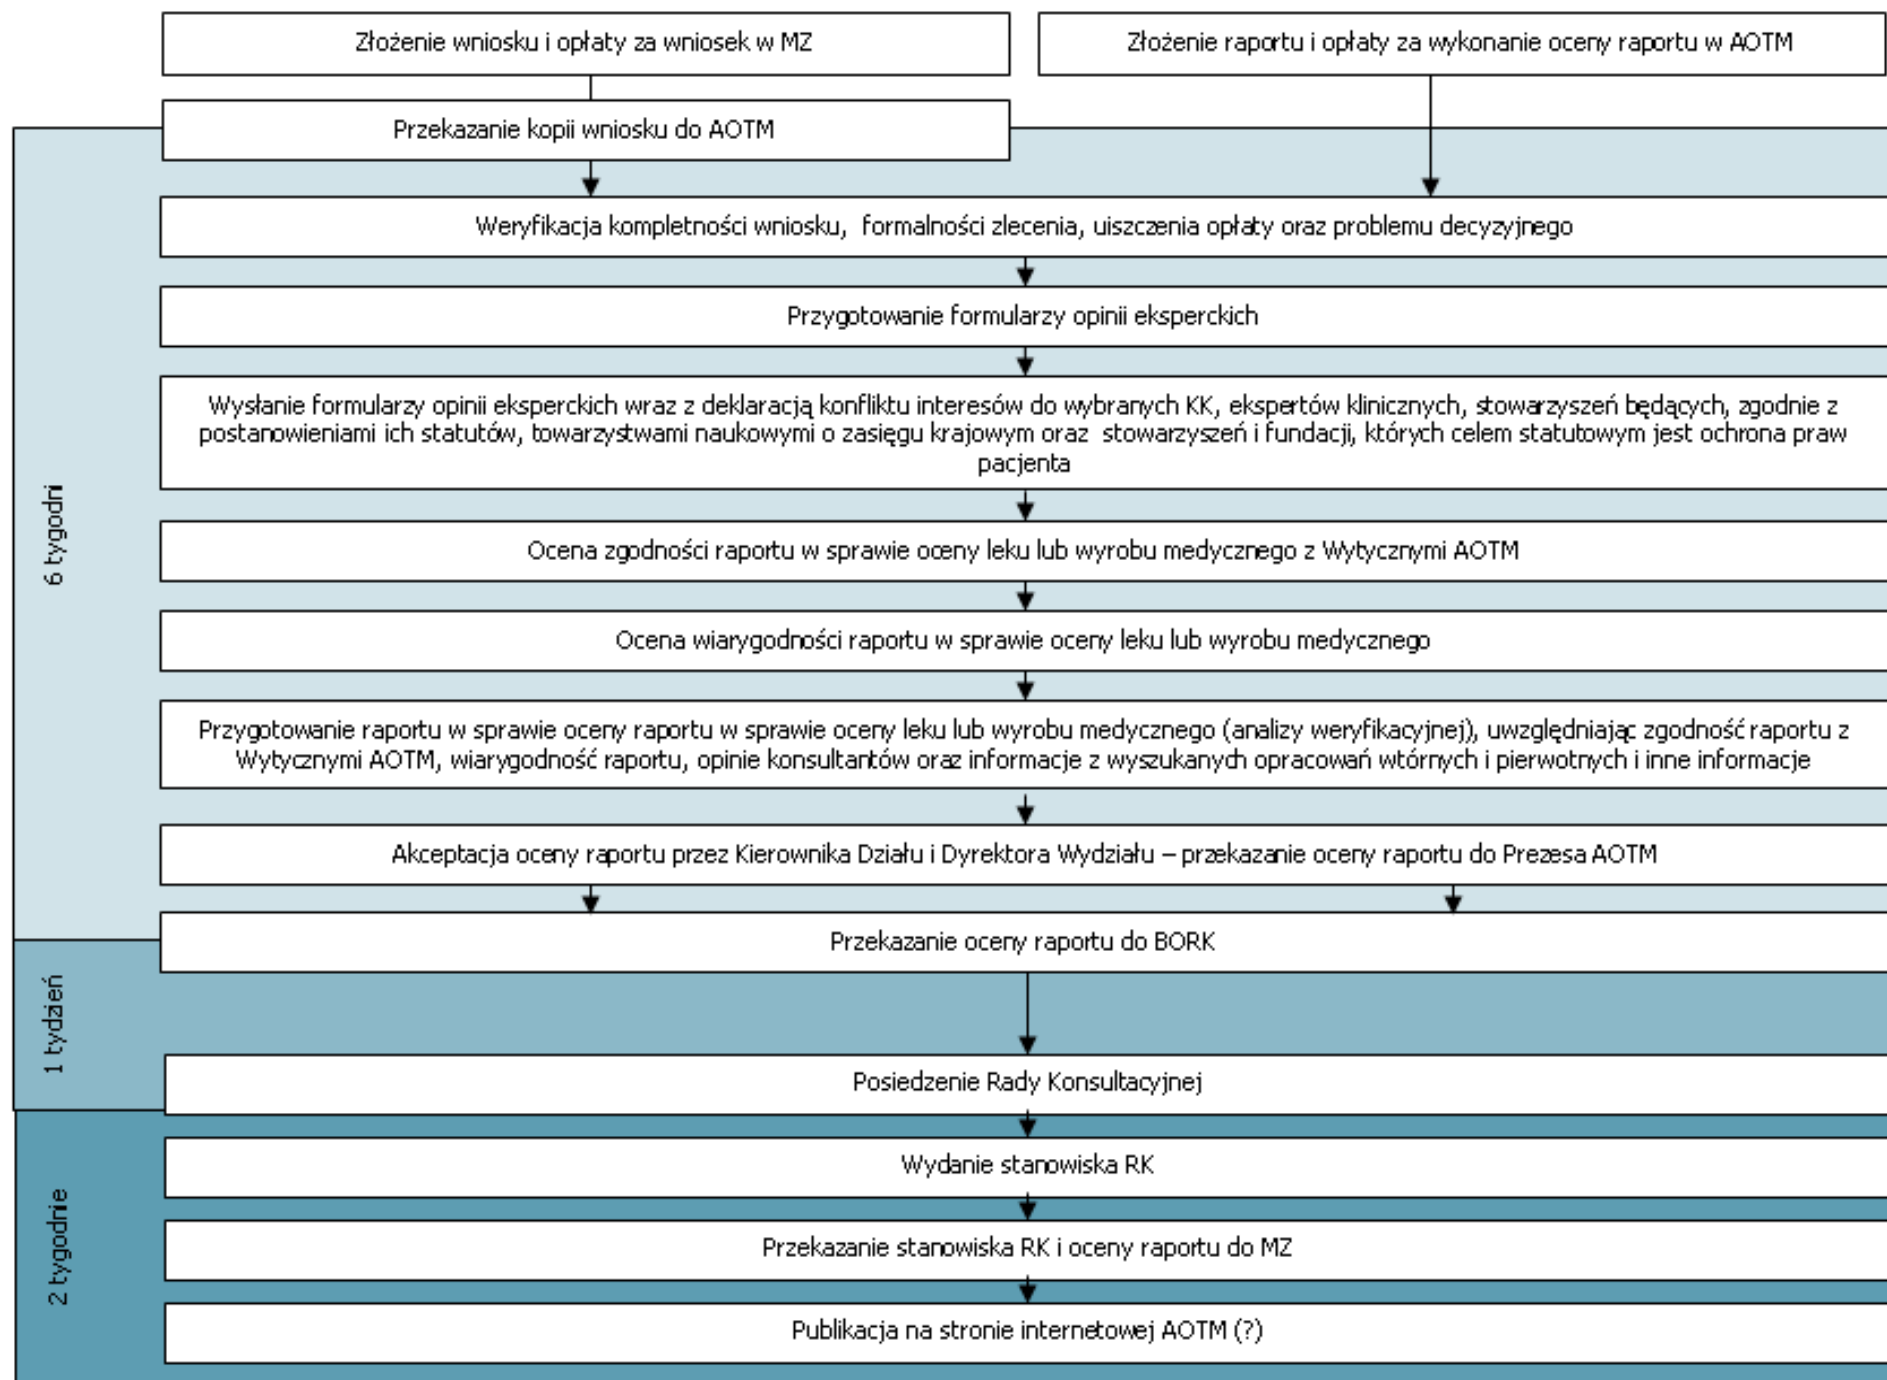 Złożenie wniosku i opłaty za wniosek w MZ
Złożenie raportu i opłaty za wykonanie oceny raportu w AOTM
Przekazanie kopii wniosku do AOTM
6 tygodni
Weryfikacja kompletności wniosku, formalności zlecenia, uiszczenia opłaty oraz problemu decyzyjnego
Przygotowanie formularzy opinii eksperckich
Wysłanie formularzy opinii eksperckich wraz z deklaracją konfliktu interesów do wybranych KK, ekspertów klinicznych, stowarzyszeń będących, zgodnie z
postanowieniami ich statutów, towarzystwami naukowymi o zasięgu krajowym oraz stowarzyszeń i fundacji, których celem statutowym jest ochrona praw
pacjenta
Ocena zgodności raportu w sprawie oceny leku lub wyrobu medycznego z Wytycznymi AOTM
Ocena wiarygodności raportu w sprawie oceny leku lub wyrobu medycznego
Przygotowanie raportu w sprawie oceny raportu w sprawie oceny leku lub wyrobu medycznego (analizy weryfikacyjnej), uwzględniając zgodność raportu z
Wytycznymi AOTM, wiarygodność raportu, opinie konsultantów oraz informacje z wyszukanych opracowań wtórnych i pierwotnych i inne informacje
Akceptacja oceny raportu przez Kierownika Działu i Dyrektora Wydziału – przekazanie oceny raportu do Prezesa AOTM
Przekazanie oceny raportu do BORK
1 tydzień
Posiedzenie Rady Konsultacyjnej
2 tygodnie
Wydanie stanowiska RK
Przekazanie stanowiska RK i oceny raportu do MZ
Publikacja na stronie internetowej AOTM (?)